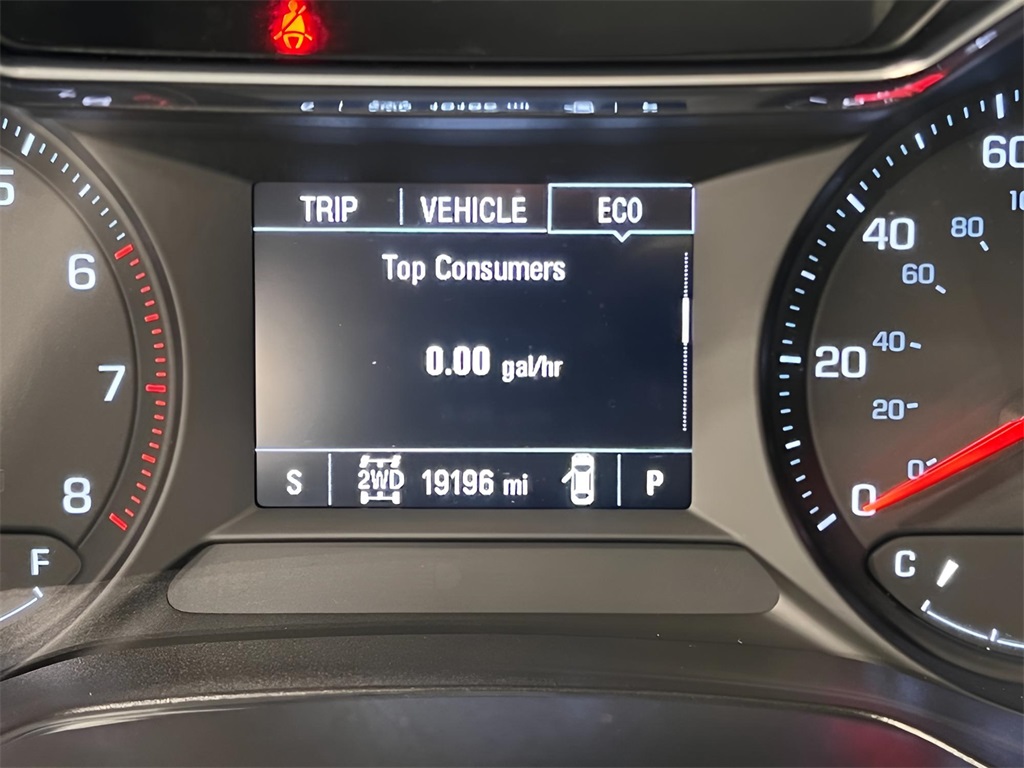 TRIP VEHICLE ECO
Top Consumers
0.00 gal/hr
S 2WD 19196 mi P
5
6
7
8
F
60
40
20
0
80
60
40
20
0
C